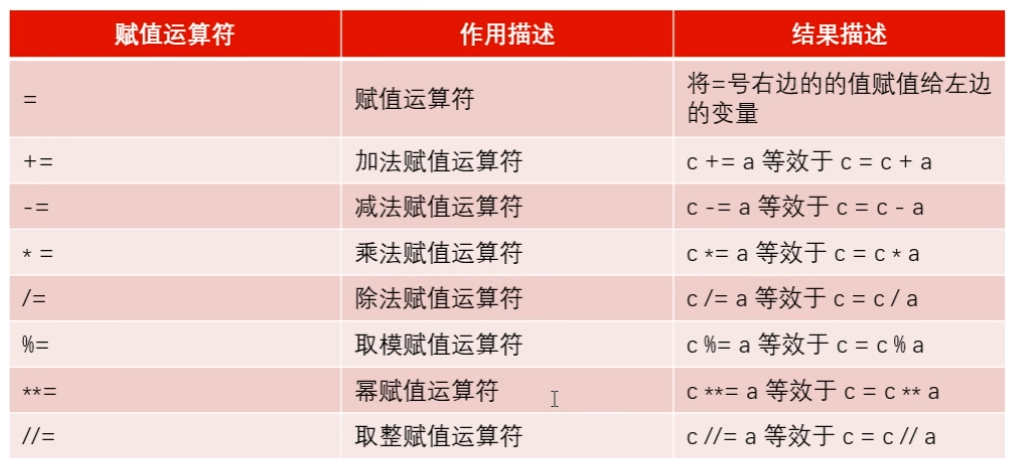 赋值运算符 作用描述 结果描述
= 赋值运算符 将=号右边的的值赋值给左边
的变量
+= 加法赋值运算符 c += a 等效于 c = c + a
-= 减法赋值运算符 c -= a 等效于 c = c - a
* = 乘法赋值运算符 c *= a 等效于 c = c * a
/= 除法赋值运算符 c /= a 等效于 c = c / a
%= 取模赋值运算符 c %= a 等效于 c = c % a
**= 幂赋值运算符 c **= a 等效于 c = c ** a
//= 取整赋值运算符 c //= a 等效于 c = c // a